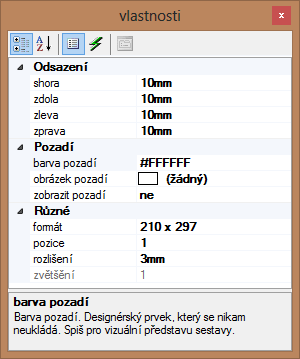 vlastnosti
Odsazení
shora 10mm
zdola 10mm
zleva 10mm
zprava 10mm
Pozadí
barva pozadí #FFFFFF
obrázek pozadí (žádný)
zobrazit pozadí ne
Různé
formát 210 x 297
pozice 1
rozlišení 3mm
zvětšění 1
barva pozadí
Barva pozadí. Designérský prvek, který se nikam
neukládá. Spiš pro vizuální představu sestavy.